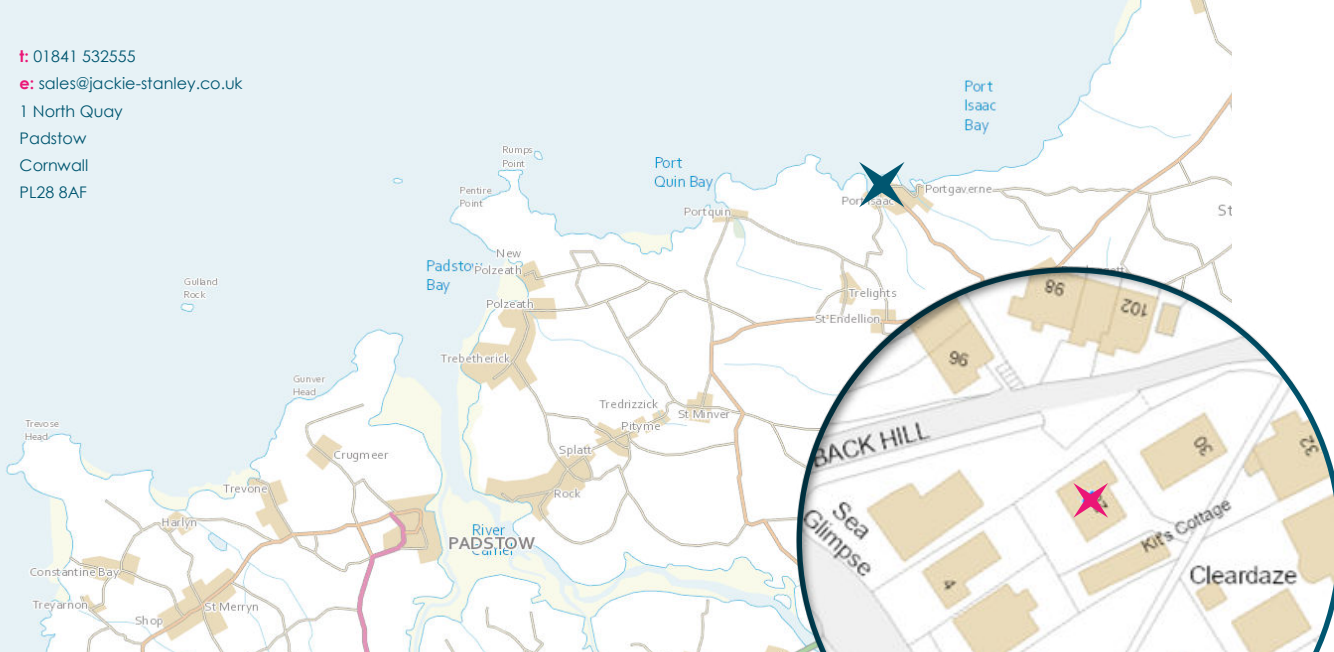 t: 01841 532555
e: sales@jackie-stanley.co.uk
1 North Quay
Padstow
Cornwall
PL28 8AF
Port
Isaac
Bay
Rumps
Point
Port
Quin Bay
Pentire
Point
Portgaverne
Port Isaac
Portquin
St
New
Polzeath
Padstow
Bay
Gulland
Rock
Polzeath
Trelights
St Endellion
Trebetherick
Gunver
Head
Tredrizzick
St Minver
Pityme
Trevose
Head
Crugmeer
Splatt
Rock
Trevone
Harlyn
River
Camel
PADSTOW
Constantine Bay
Treyarnon
St Merryn
Shop
98
102
96
BACK HILL
30
32
Sea
Glimpse
Kit's Cottage
4
Cleardaze